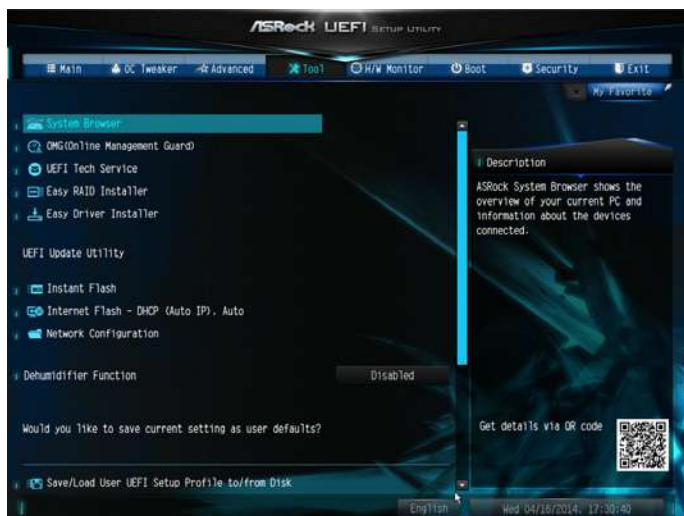 ASRock UEFI SETUP UTILITY
Main OC Tweaker Advanced Tool H/W Monitor Boot Security Exit
My Favorite
System Browser
OMG(Online Management Guard)
UEFI Tech Service
Easy RAID Installer
Easy Driver Installer
UEFI Update Utility
Instant Flash
Internet Flash - DHCP (Auto IP), Auto
Network Configuration
Dehumidifier Function Disabled
Would you like to save current setting as user defaults?
Save/Load User UEFI Setup Profile to/from Disk
Description
ASRock System Browser shows the
overview of your current PC and
information about the devices
connected.
Get details via QR code
English Wed 04/16/2014, 17:30:40